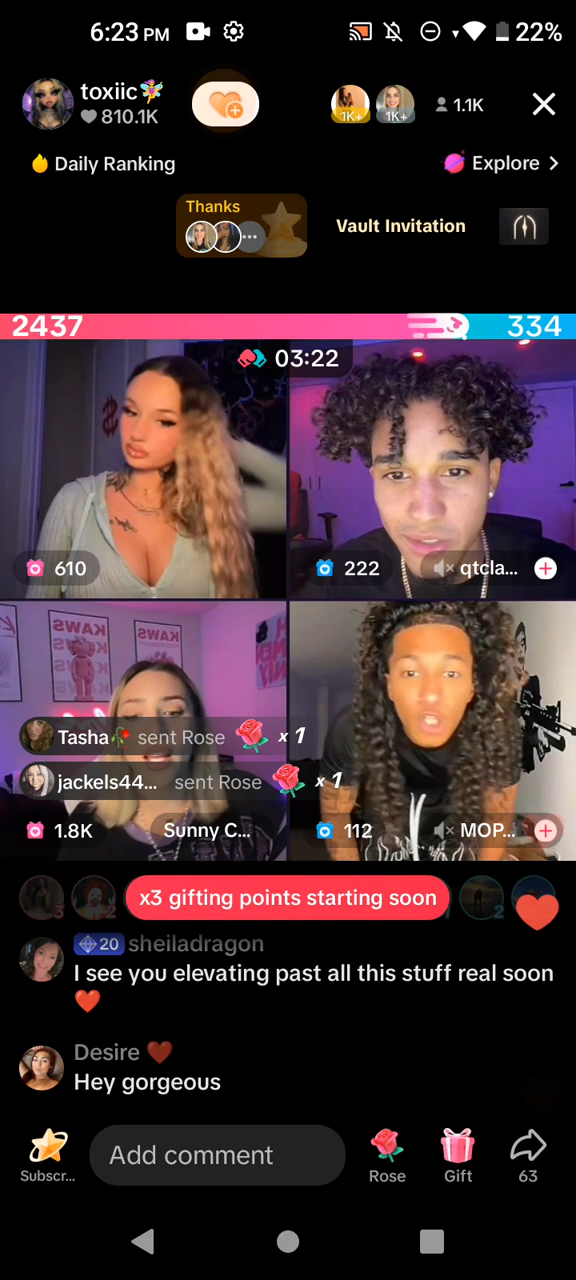 6:23 PM
22%
toxiic
810.1K
1K+
1K+
1.1K
Daily Ranking
Explore >
Thanks
Vault Invitation
2437
334
03:22
610
222
qtcla...
KAWS
KAWS
KAWS
Tasha sent Rose x 1
jackels44... sent Rose x 1
1.8K
Sunny C...
112
MOP...
x3 gifting points starting soon
20 sheiladragon
I see you elevating past all this stuff real soon
❤️
Desire ❤️
Hey gorgeous
Subscr...
Add comment
Rose
Gift
63